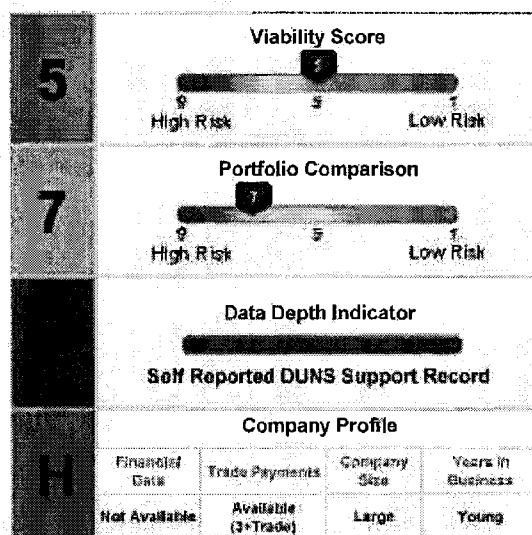 5
Viability Score
5
9 5 1
High Risk Low Risk
7
Portfolio Comparison
7
9 5 1
High Risk Low Risk
Data Depth Indicator
Self Reported DUNS Support Record
H
Company Profile
Financial Data
Trade Payments
Company Size
Years in Business
Not Available
Available (3+Trade)
Large
Young